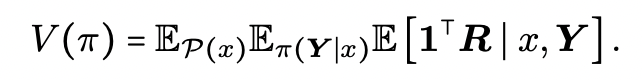 V(π) = 𝔼_{𝒫(x)}𝔼_{π(𝒀|x)}𝔼[𝟏^⊤𝑹 | x, 𝒀].